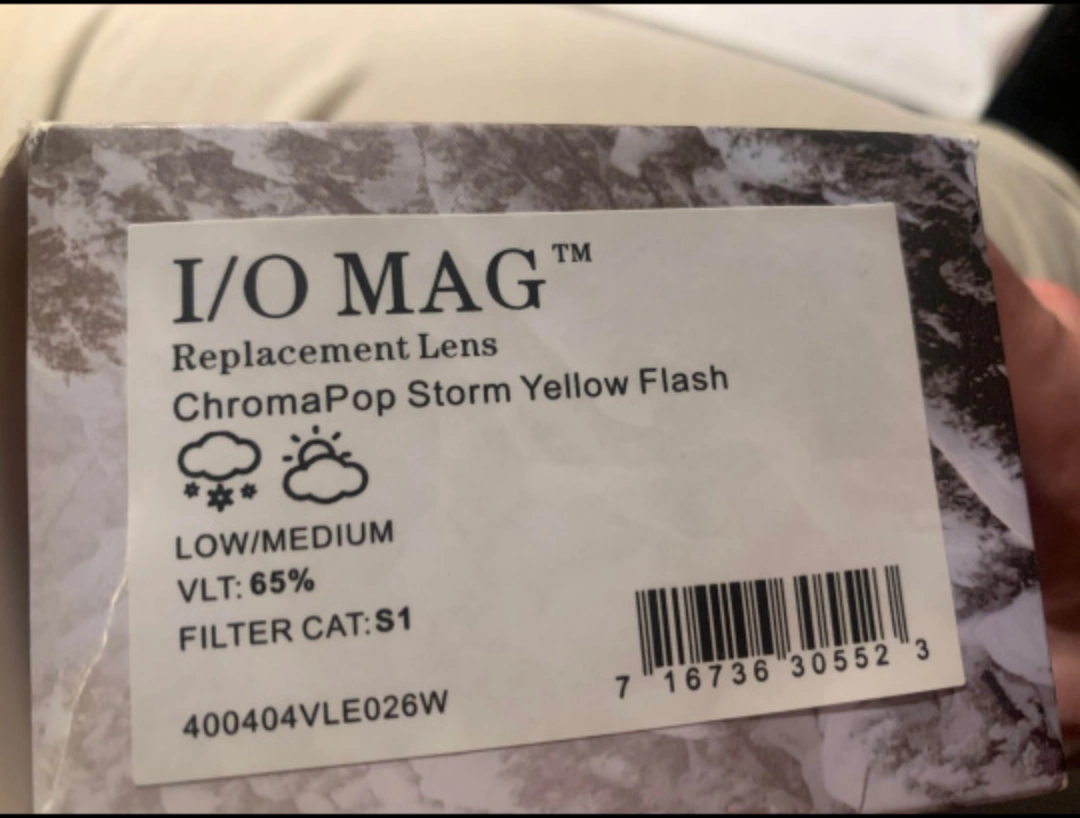 I/O MAG™
Replacement Lens
ChromaPop Storm Yellow Flash
LOW/MEDIUM
VLT: 65%
FILTER CAT: S1
400404VLE026W
7 16736 30552 3